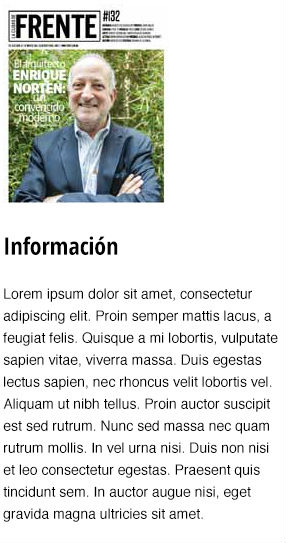 FRENTE
#132
El arquitecto
ENRIQUE
NORTEN:
un
convencido
moderno
Información
Lorem ipsum dolor sit amet, consectetur
adipiscing elit. Proin semper mattis lacus, a
feugiat felis. Quisque a mi lobortis, vulputate
sapien vitae, viverra massa. Duis egestas
lectus sapien, nec rhoncus velit lobortis vel.
Aliquam ut nibh tellus. Proin auctor suscipit
est sed rutrum. Nunc sed massa nec quam
rutrum mollis. In vel urna nisi. Duis non nisi
et leo consectetur egestas. Praesent quis
tincidunt sem. In auctor augue nisi, eget
gravida magna ultricies sit amet.